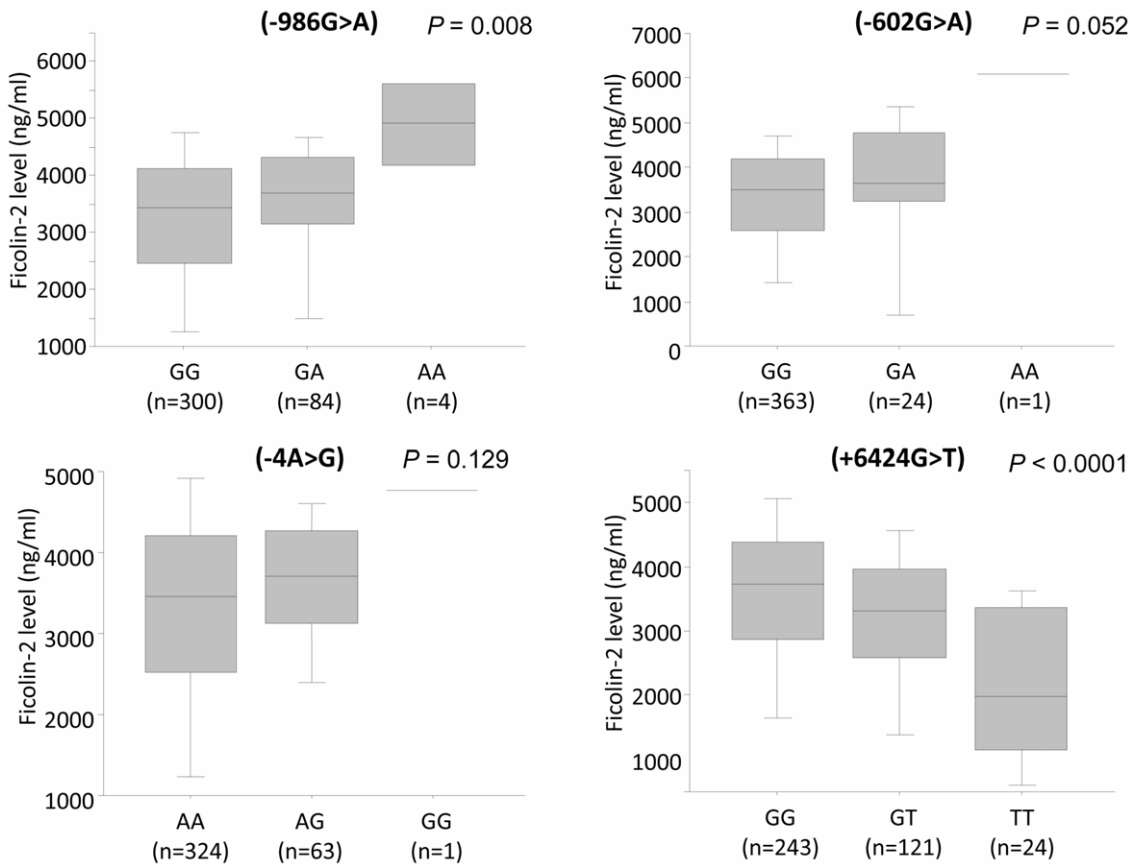 (-986G>A) P = 0.008
Ficolin-2 level (ng/ml)
6000
5000
4000
3000
2000
1000
GG GA AA
(n=300) (n=84) (n=4)
(-602G>A) P = 0.052
Ficolin-2 level (ng/ml)
7000
6000
5000
4000
3000
2000
1000
0
GG GA AA
(n=363) (n=24) (n=1)
(-4A>G) P = 0.129
Ficolin-2 level (ng/ml)
5000
4000
3000
2000
1000
AA AG GG
(n=324) (n=63) (n=1)
(+6424G>T) P < 0.0001
Ficolin-2 level (ng/ml)
5000
4000
3000
2000
1000
GG GT TT
(n=243) (n=121) (n=24)